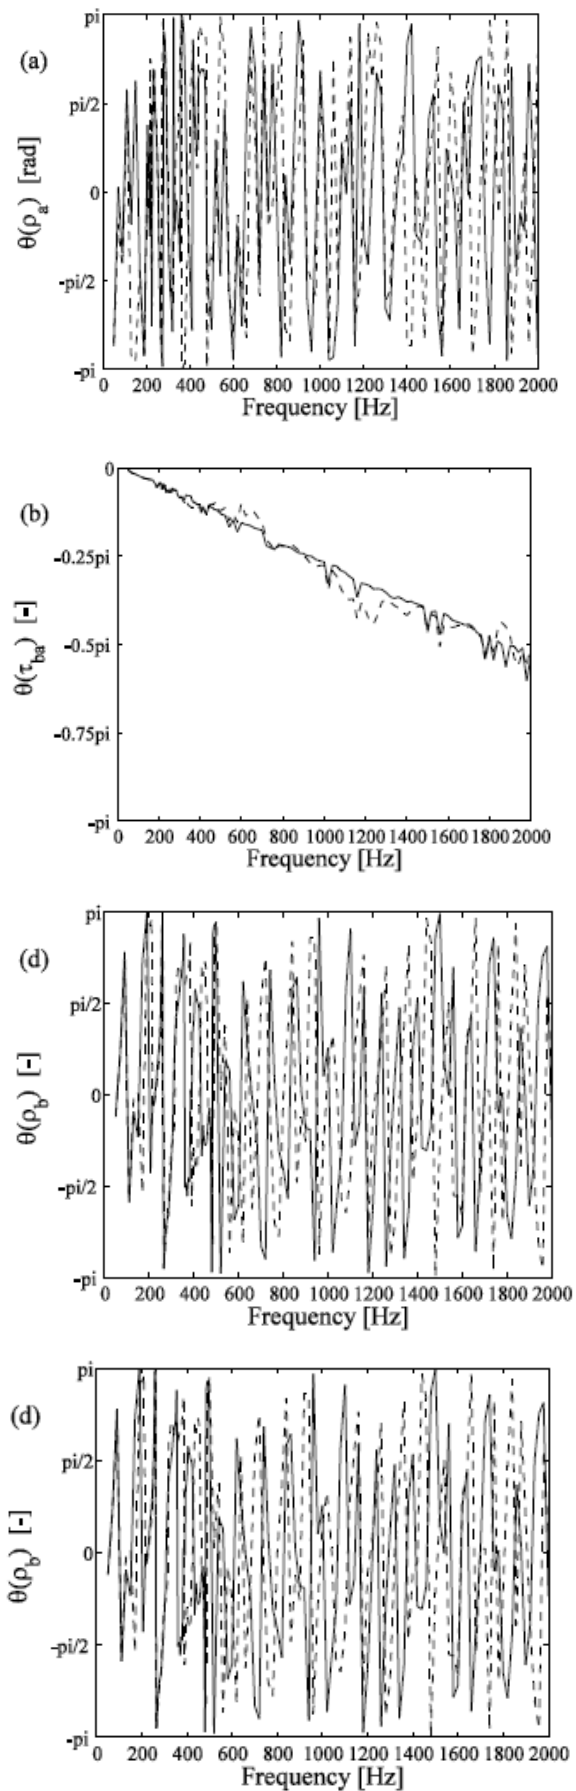 (a)
pi
pi/2
0
-pi/2
-pi
θ(ρa) [rad]
0 200 400 600 800 1000 1200 1400 1600 1800 2000
Frequency [Hz]
(b)
0
-0.25pi
-0.5pi
-0.75pi
-pi
θ(τba) [-]
0 200 400 600 800 1000 1200 1400 1600 1800 2000
Frequency [Hz]
(d)
pi
pi/2
0
-pi/2
-pi
θ(ρb) [-]
0 200 400 600 800 1000 1200 1400 1600 1800 2000
Frequency [Hz]
(d)
pi
pi/2
0
-pi/2
-pi
θ(ρb) [-]
0 200 400 600 800 1000 1200 1400 1600 1800 2000
Frequency [Hz]